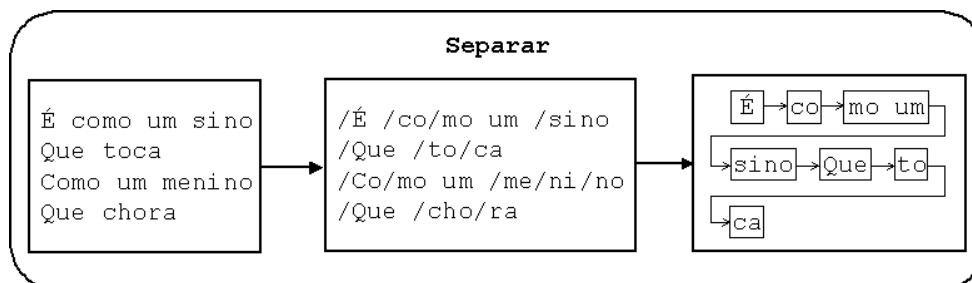 Separar
É como um sino
Que toca
Como um menino
Que chora
/É /co/mo um /sino
/Que /to/ca
/Co/mo um /me/ni/no
/Que /cho/ra
É co mo um
sino Que to
ca